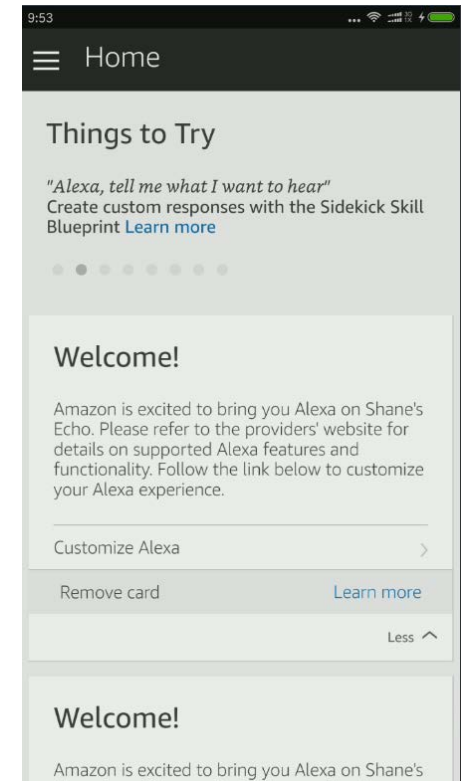 9:53
Home
Things to Try
"Alexa, tell me what I want to hear"
Create custom responses with the Sidekick Skill
Blueprint Learn more
Welcome!
Amazon is excited to bring you Alexa on Shane's
Echo. Please refer to the providers' website for
details on supported Alexa features and
functionality. Follow the link below to customize
your Alexa experience.
Customize Alexa
Remove card Learn more
Less
Welcome!
Amazon is excited to bring you Alexa on Shane's